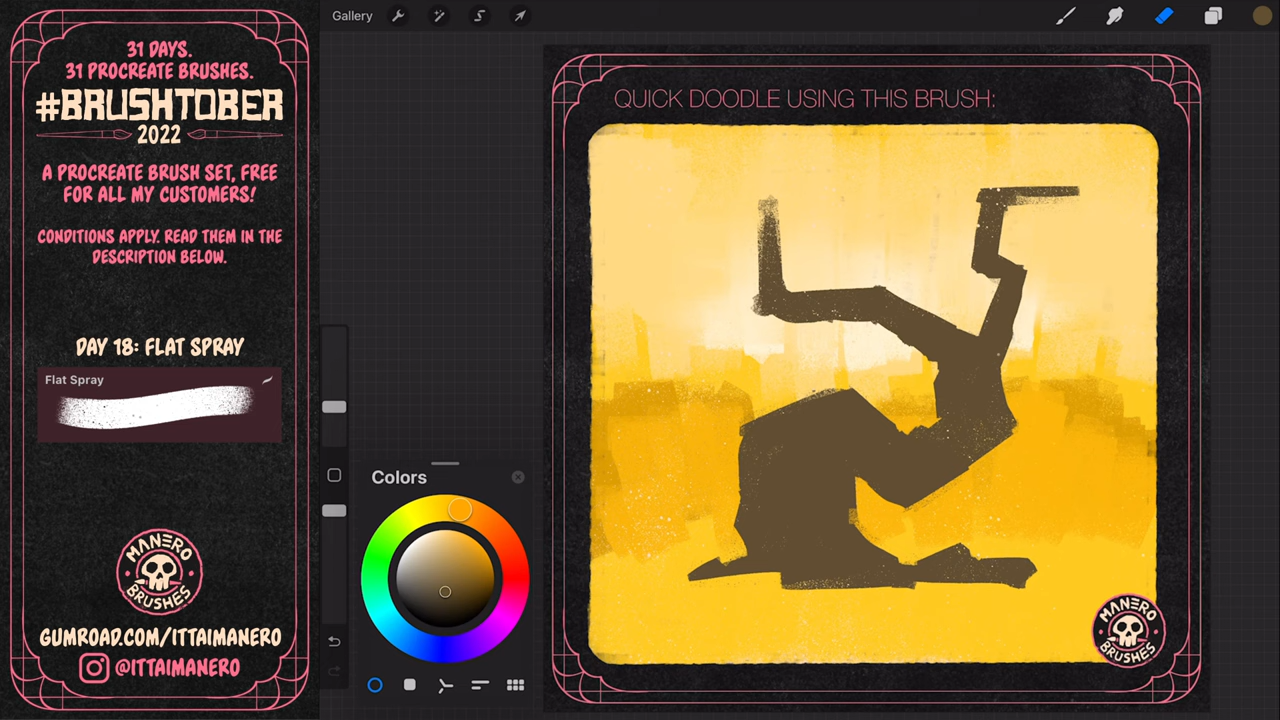 31 DAYS.
31 PROCREATE BRUSHES.
#BRUSHTOBER
2022
A PROCREATE BRUSH SET, FREE
FOR ALL MY CUSTOMERS!
CONDITIONS APPLY. READ THEM IN THE
DESCRIPTION BELOW.
DAY 18: FLAT SPRAY
Flat Spray
MANERO
BRUSHES
GUMROAD.COM/ITTAIMANERO
@ITTAIMANERO
Gallery
Colors
QUICK DOODLE USING THIS BRUSH:
MANERO
BRUSHES